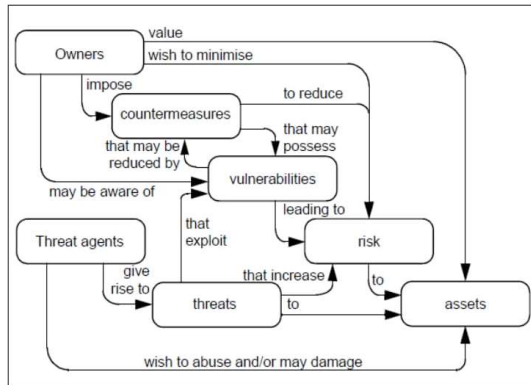 value
Owners
wish to minimise
impose
to reduce
countermeasures
that may be
reduced by
that may
possess
vulnerabilities
may be aware of
leading to
that
exploit
Threat agents
risk
give
rise to
that increase
to
threats
to
assets
wish to abuse and/or may damage